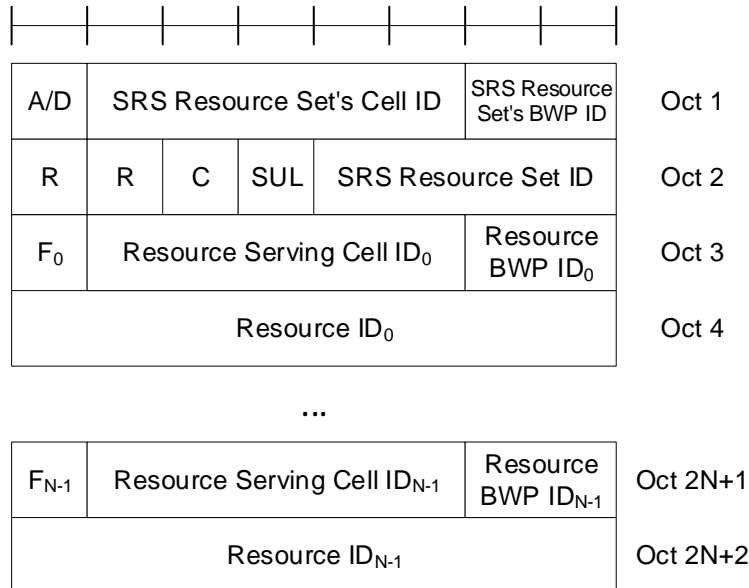 A/D SRS Resource Set's Cell ID SRS Resource Set's BWP ID Oct 1
R R C SUL SRS Resource Set ID Oct 2
F0 Resource Serving Cell ID0 Resource BWP ID0 Oct 3
Resource ID0 Oct 4
...
FN-1 Resource Serving Cell IDN-1 Resource BWP IDN-1 Oct 2N+1
Resource IDN-1 Oct 2N+2